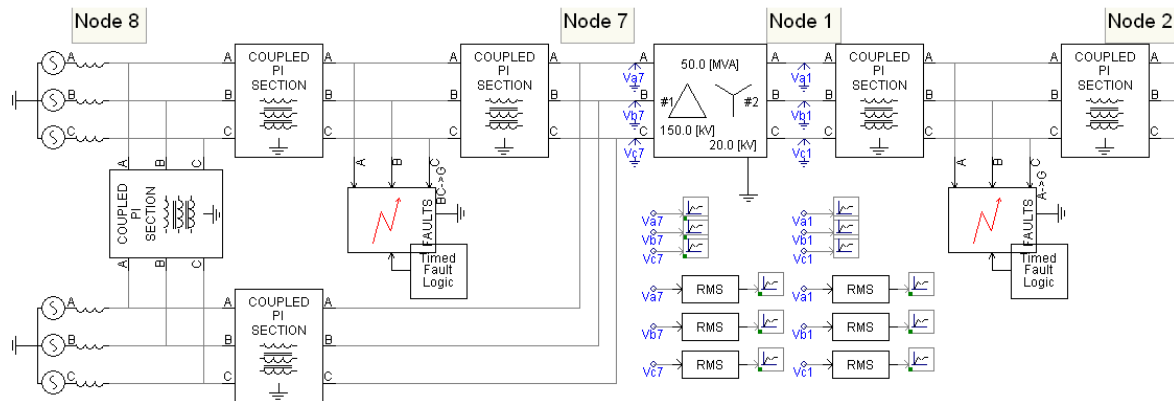 Node 8
Node 7
Node 1
Node 2
A
B
C
COUPLED
PI
SECTION
A
B
C
A
B
C
COUPLED
PI
SECTION
A
B
C
Va7
Vb7
Vc7
A
B
C
50.0 [MVA]
#1
#2
150.0 [kV]
20.0 [kV]
A
B
C
Va1
Vb1
Vc1
A
B
C
COUPLED
PI
SECTION
A
B
C
A
B
C
COUPLED
PI
SECTION
A
B
C
COUPLED
PI
SECTION
A
B
C
A
B
C
FAULTS
BC->G
Timed
Fault
Logic
A
B
C
FAULTS
A->G
Timed
Fault
Logic
Va7
Vb7
Vc7
Va1
Vb1
Vc1
Va7
RMS
Va1
RMS
Vb7
RMS
Vb1
RMS
Vc7
RMS
Vc1
RMS
A
B
C
A
B
C
COUPLED
PI
SECTION
A
B
C